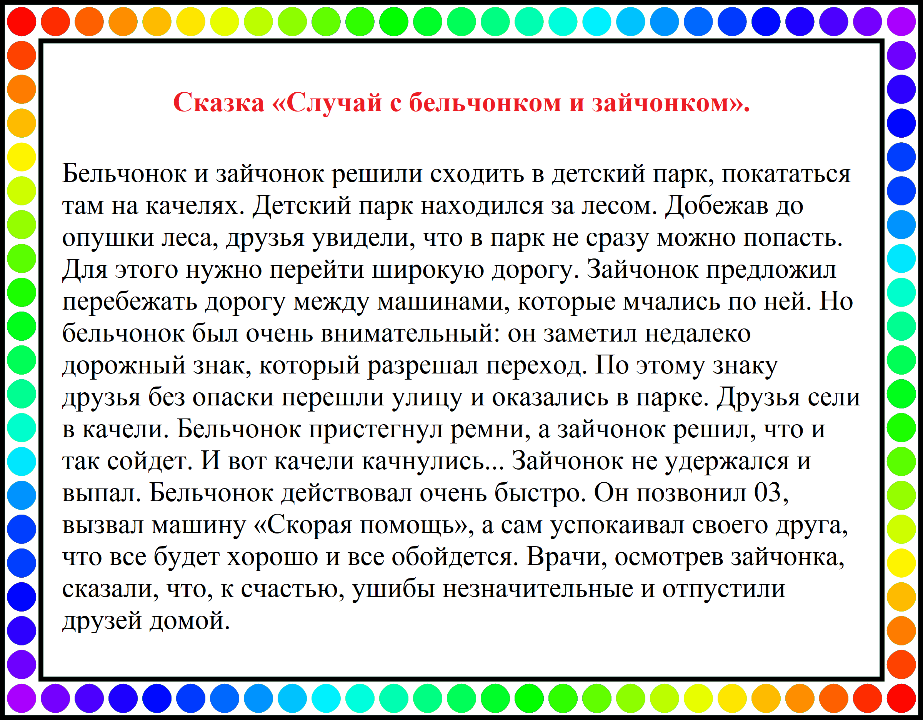 Сказка «Случай с бельчонком и зайчонком».
Бельчонок и зайчонок решили сходить в детский парк, покататься
там на качелях. Детский парк находился за лесом. Добежав до
опушки леса, друзья увидели, что в парк не сразу можно попасть.
Для этого нужно перейти широкую дорогу. Зайчонок предложил
перебежать дорогу между машинами, которые мчались по ней. Но
бельчонок был очень внимательный: он заметил недалеко
дорожный знак, который разрешал переход. По этому знаку
друзья без опаски перешли улицу и оказались в парке. Друзья сели
в качели. Бельчонок пристегнул ремни, а зайчонок решил, что и
так сойдет. И вот качели качнулись... Зайчонок не удержался и
выпал. Бельчонок действовал очень быстро. Он позвонил 03,
вызвал машину «Скорая помощь», а сам успокаивал своего друга,
что все будет хорошо и все обойдется. Врачи, осмотрев зайчонка,
сказали, что, к счастью, ушибы незначительные и отпустили
друзей домой.